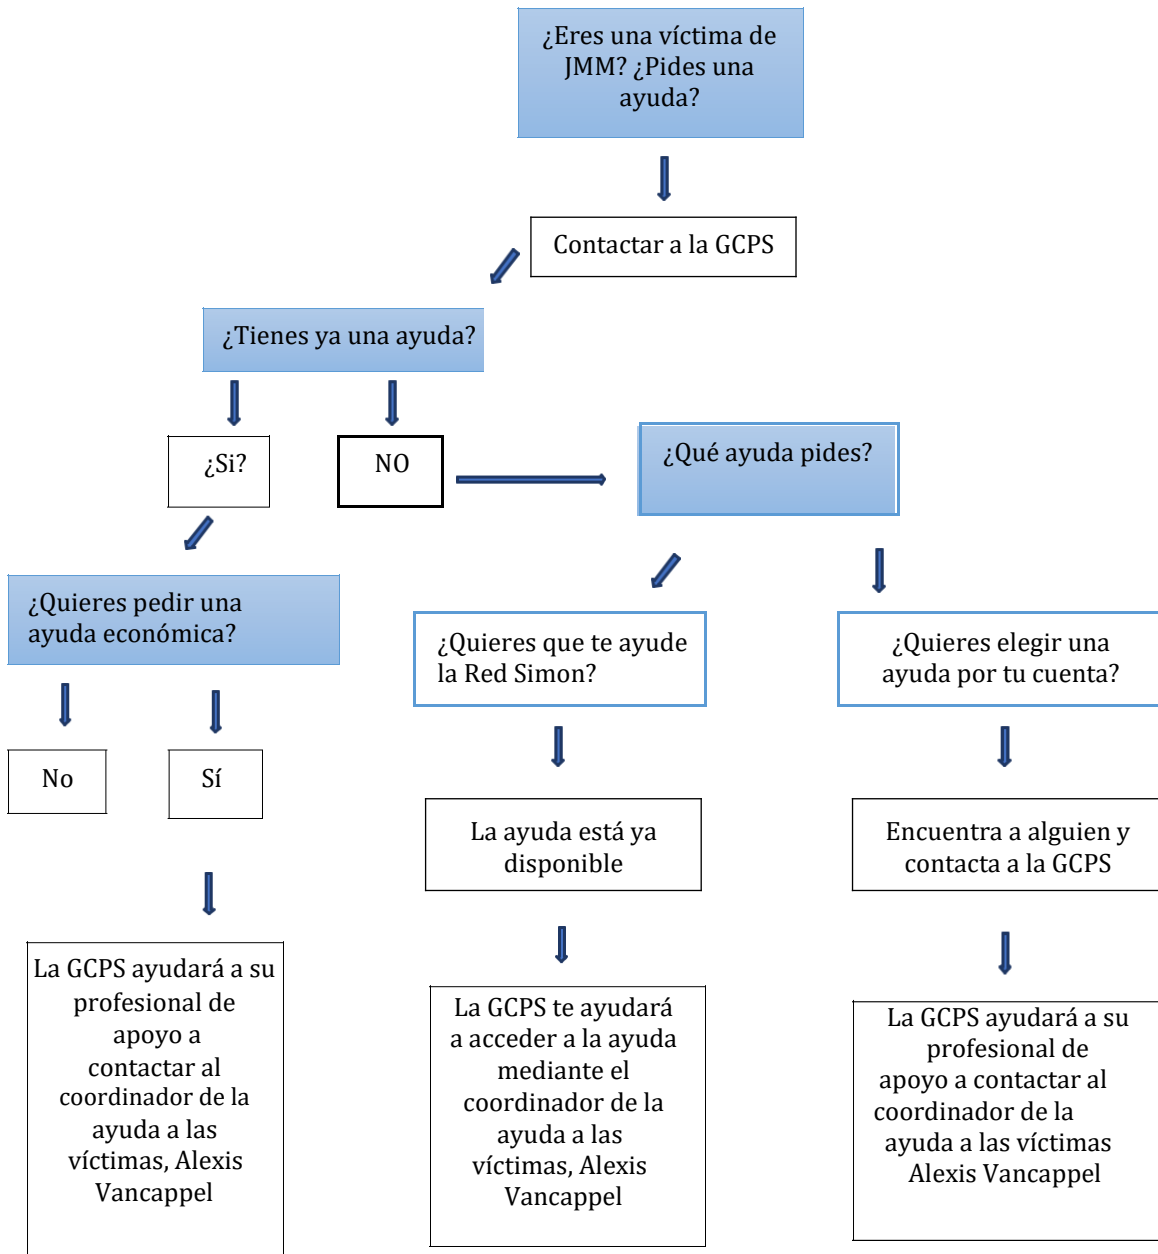 ¿Eres una víctima de
JMM? ¿Pides una
ayuda?
Contactar a la GCPS
¿Tienes ya una ayuda?
¿Si?
NO
¿Qué ayuda pides?
¿Quieres pedir una
ayuda económica?
¿Quieres que te ayude
la Red Simon?
¿Quieres elegir una
ayuda por tu cuenta?
No
Sí
La ayuda está ya
disponible
Encuentra a alguien y
contacta a la GCPS
La GCPS ayudará a su
profesional de
apoyo a
contactar al
coordinador de la
ayuda a las
víctimas, Alexis
Vancappel
La GCPS te ayudará
a acceder a la ayuda
mediante el
coordinador de la
ayuda a las
víctimas, Alexis
Vancappel
La GCPS ayudará a su
profesional de
apoyo a contactar al
coordinador de la
ayuda a las víctimas
Alexis Vancappel